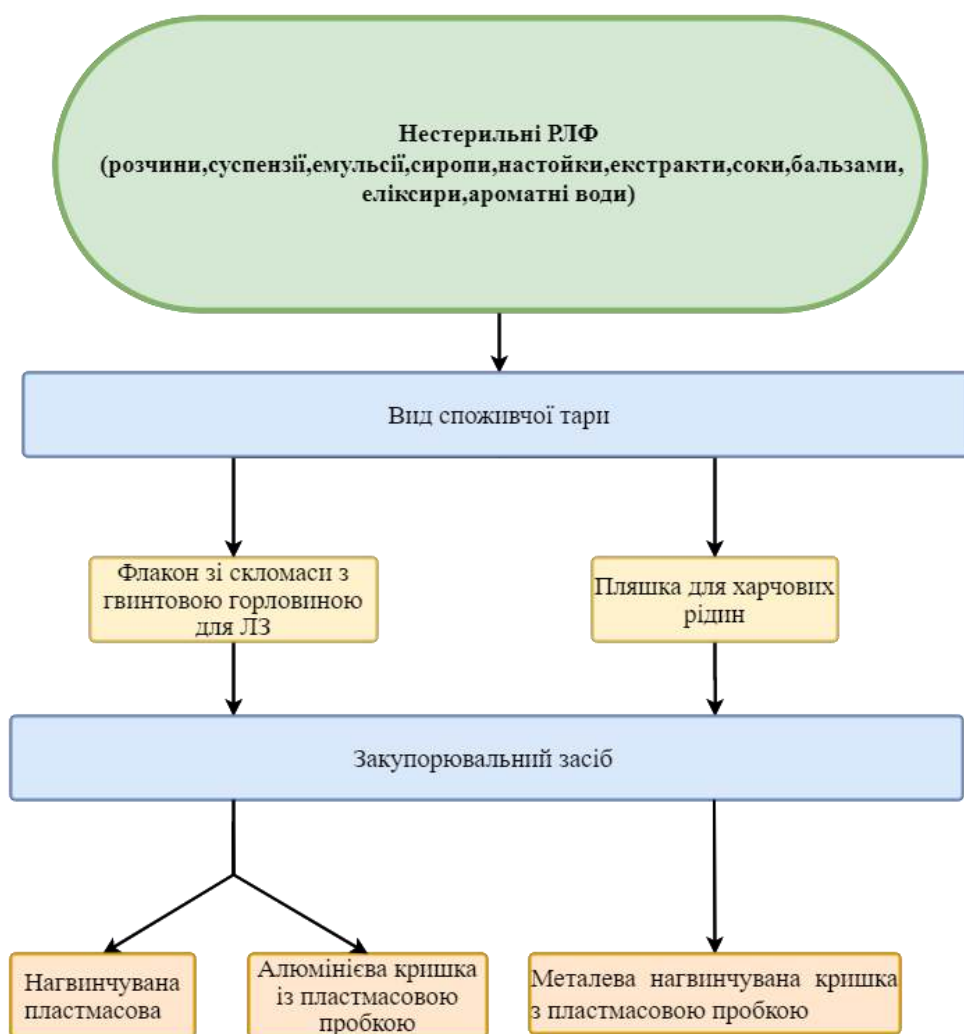 Нестерильні РЛФ
(розчини,суспензії,емульсії,сиропи,настойки,екстракти,соки,бальзами,
еліксири,ароматні води)
Вид споживчої тари
Флакон зі скломаси з
гвинтовою горловиною
для ЛЗ
Пляшка для харчових
рідин
Закупорювальний засіб
Нагвинчувана
пластмасова
Алюмінієва кришка
із пластмасовою
пробкою
Металева нагвинчувана кришка
з пластмасовою пробкою